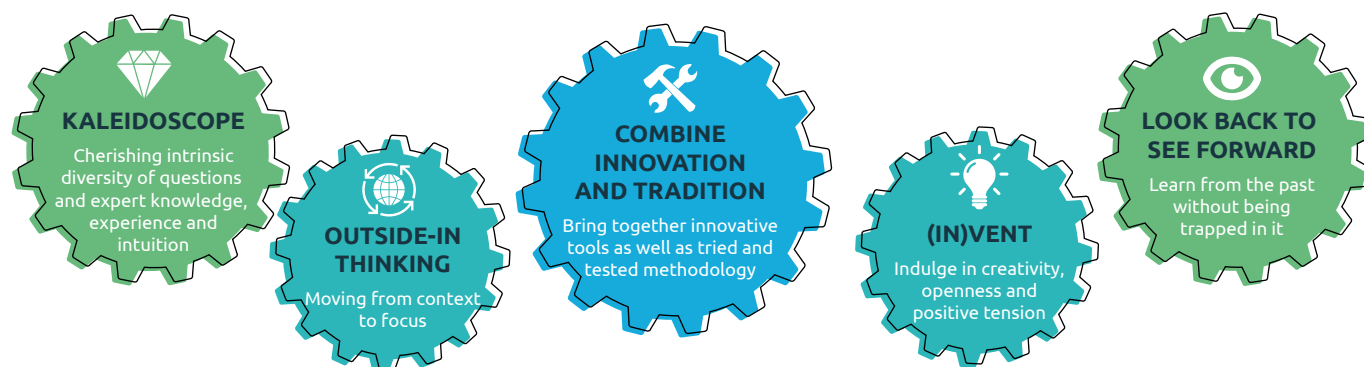 KALEIDOSCOPE
Cherishing intrinsic
diversity of questions
and expert knowledge,
experience and
intuition
OUTSIDE-IN
THINKING
Moving from context
to focus
COMBINE
INNOVATION
AND TRADITION
Bring together innovative
tools as well as tried and
tested methodology
(IN)VENT
Indulge in creativity,
openness and
positive tension
LOOK BACK TO
SEE FORWARD
Learn from the past
without being
trapped in it